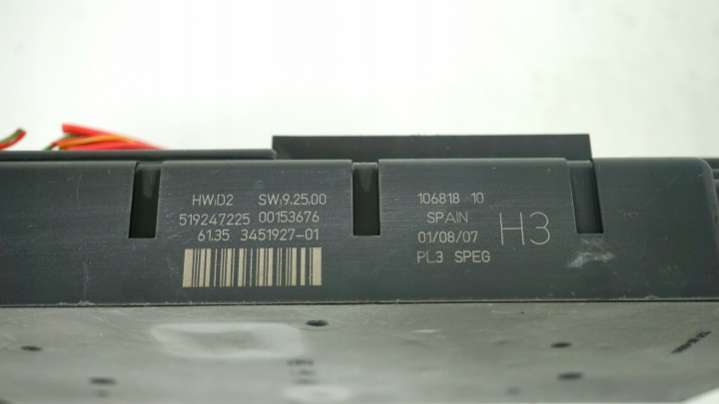 HW:D2 SW:9.25.00
519247225 00153676
61.35 3451927-01
106818 10
SPAIN
01/08/07
PL3 SPEG
H3